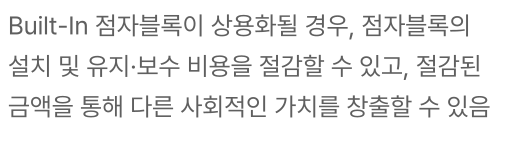 Built-In 점자블록이 상용화될 경우, 점자블록의
설치 및 유지·보수 비용을 절감할 수 있고, 절감된
금액을 통해 다른 사회적인 가치를 창출할 수 있음